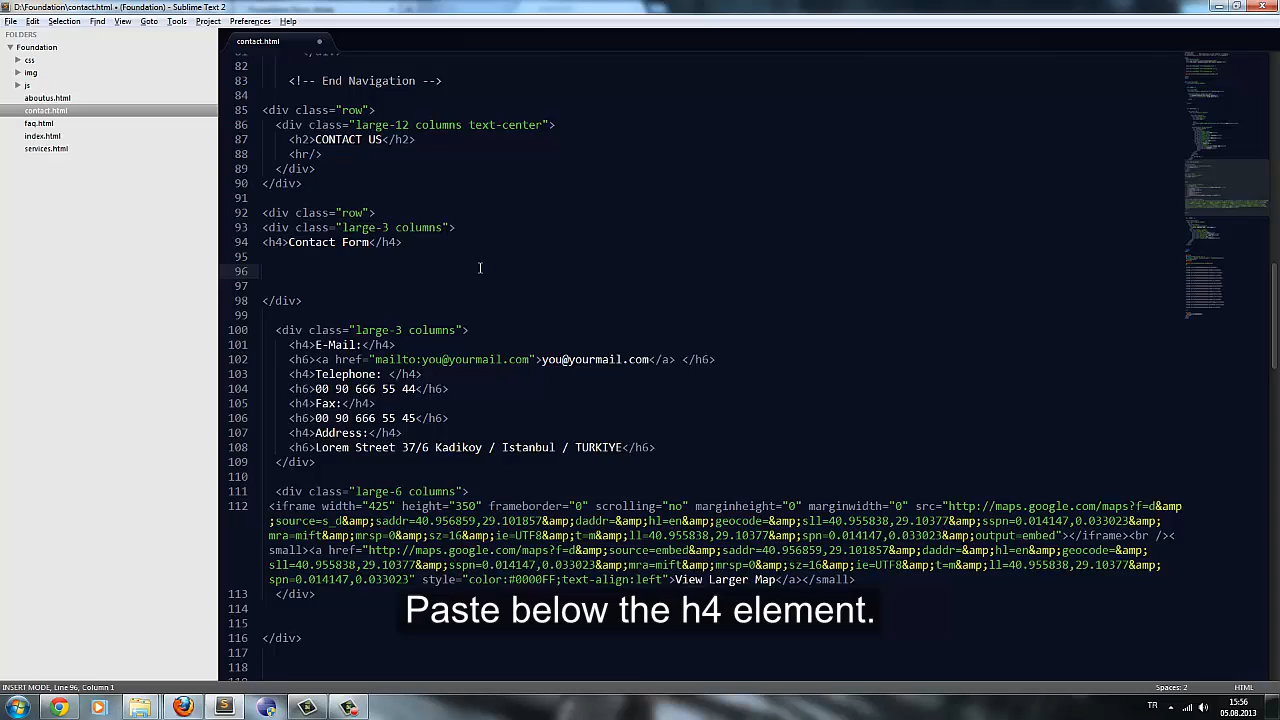 D:\Foundation\contact.html • (Foundation) - Sublime Text 2
File Edit Selection Find View Goto Tools Project Preferences Help
FOLDERS
Foundation
css
img
js
aboutus.html
contact.html
faq.html
index.html
services.html
contact.html
81 </div>
82
83 <!-- End Navigation -->
84
85 <div class="row">
86 <div class="large-12 columns text-center">
87 <h2>CONTACT US</h2>
88 <hr/>
89 </div>
90 </div>
91
92 <div class="row">
93 <div class="large-3 columns">
94 <h4>Contact Form</h4>
95
96
97
98 </div>
99
100 <div class="large-3 columns">
101 <h4>E-Mail:</h4>
102 <h6><a href="mailto:you@yourmail.com">you@yourmail.com</a> </h6>
103 <h4>Telephone: </h4>
104 <h6>00 90 666 55 44</h6>
105 <h4>Fax:</h4>
106 <h6>00 90 666 55 45</h6>
107 <h4>Address:</h4>
108 <h6>Lorem Street 37/6 Kadikoy / Istanbul / TURKIYE</h6>
109 </div>
110
111 <div class="large-6 columns">
112 <iframe width="425" height="350" frameborder="0" scrolling="no" marginheight="0" marginwidth="0" src="http://maps.google.com/maps?f=d&amp
;source=s_d&amp;saddr=40.956859,29.101857&amp;daddr=&amp;hl=en&amp;geocode=&amp;sll=40.955838,29.10377&amp;sspn=0.014147,0.033023&amp;
mra=mift&amp;mrsp=0&amp;sz=16&amp;ie=UTF8&amp;t=m&amp;ll=40.955838,29.10377&amp;spn=0.014147,0.033023&amp;output=embed"></iframe><br /><
small><a href="http://maps.google.com/maps?f=d&amp;source=embed&amp;saddr=40.956859,29.101857&amp;daddr=&amp;hl=en&amp;geocode=&amp;
sll=40.955838,29.10377&amp;sspn=0.014147,0.033023&amp;mra=mift&amp;mrsp=0&amp;sz=16&amp;ie=UTF8&amp;t=m&amp;ll=40.955838,29.10377&amp;
spn=0.014147,0.033023" style="color:#0000FF;text-align:left">View Larger Map</a></small>
113 </div>
114
115
116 </div>
117
118
Paste below the h4 element.
INSERT MODE, Line 96, Column 1
Spaces: 2
HTML
TR
15:56
05.08.2013